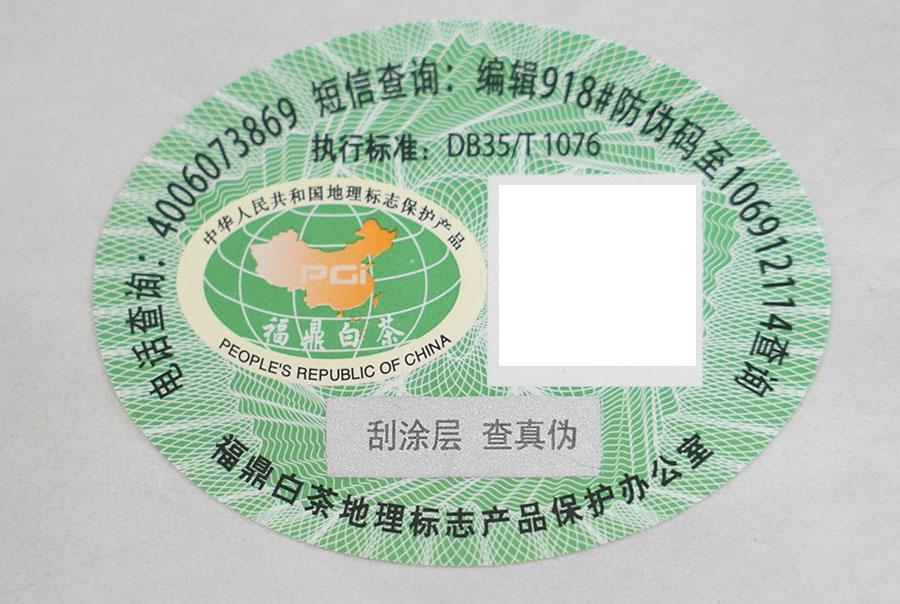 电话查询：4006073869 短信查询：编辑918#防伪码至1069121114查询
执行标准：DB35/T 1076
中华人民共和国地理标志保护产品
PGI
福鼎白茶
PEOPLE'S REPUBLIC OF CHINA
刮涂层 查真伪
福鼎白茶地理标志产品保护办公室